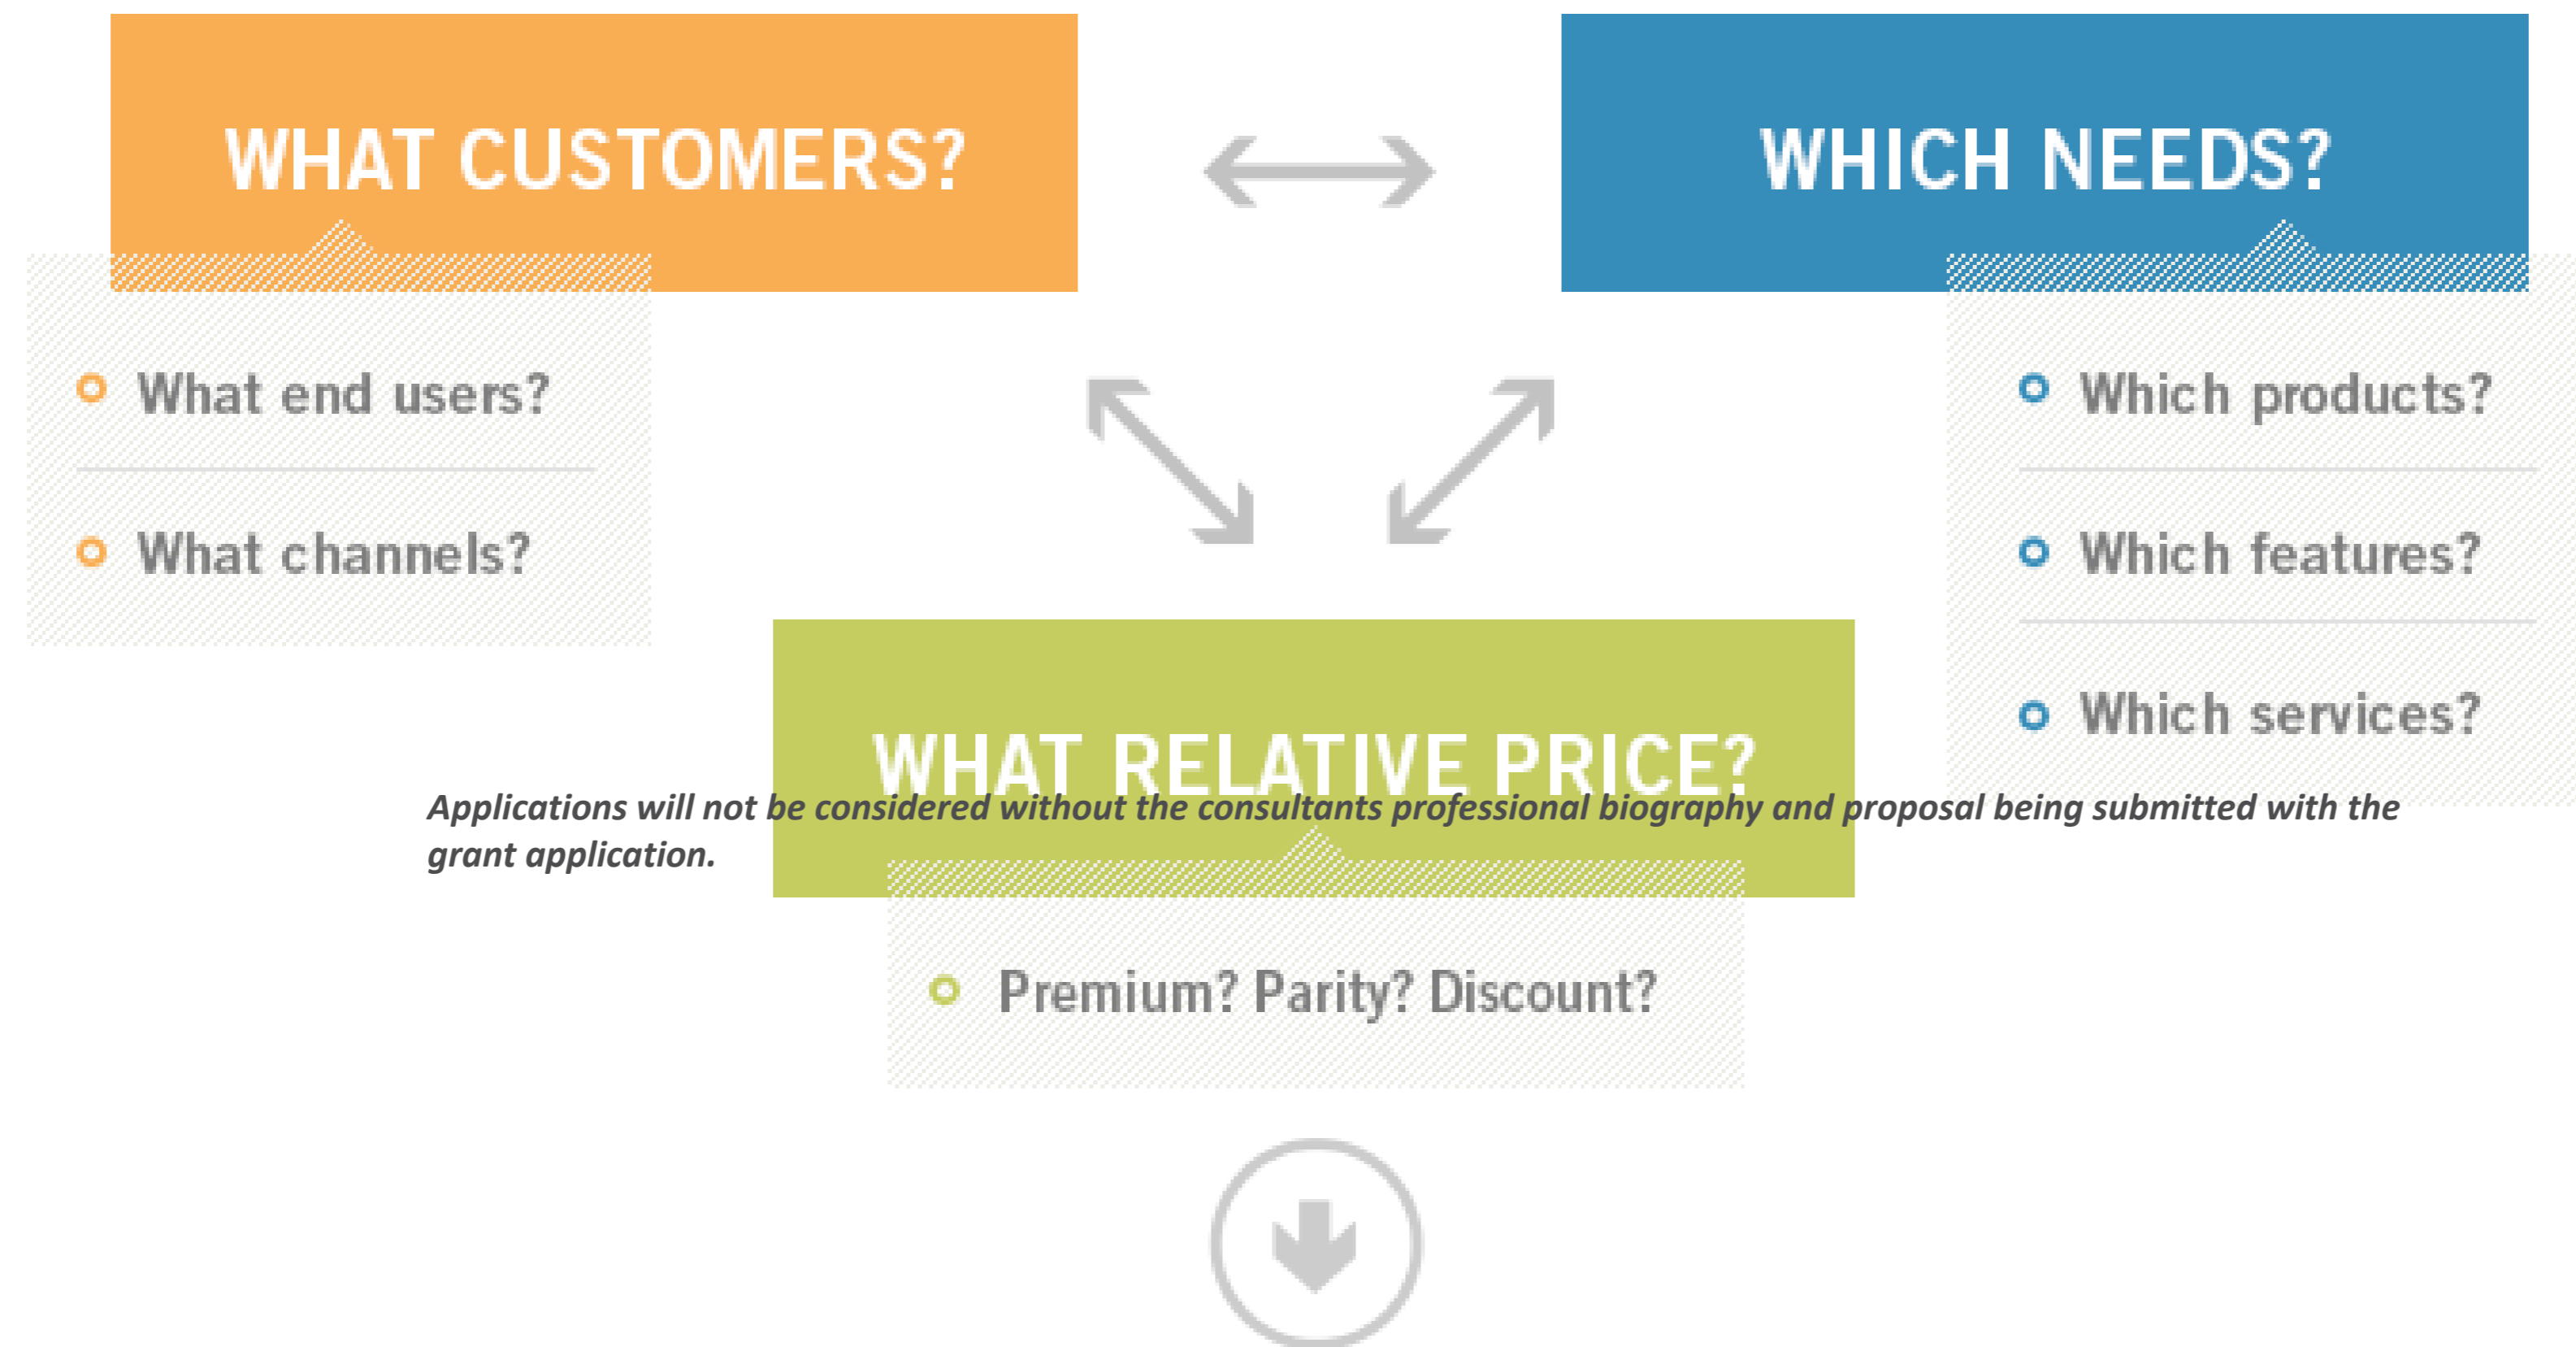 WHAT CUSTOMERS?
What end users?
What channels?
WHICH NEEDS?
Which products?
Which features?
Which services?
WHAT RELATIVE PRICE?
Applications will not be considered without the consultants professional biography and proposal being submitted with the
grant application.
Premium? Parity? Discount?